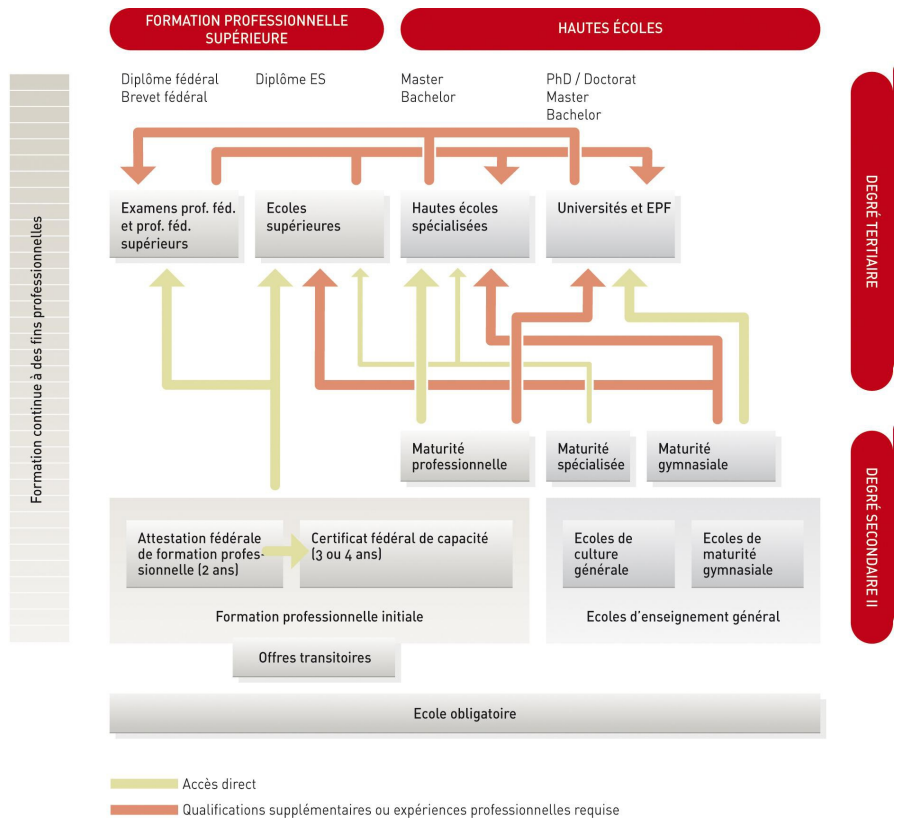 FORMATION PROFESSIONNELLE
SUPÉRIEURE
HAUTES ÉCOLES
Diplôme fédéral
Brevet fédéral
Diplôme ES
Master
Bachelor
PhD / Doctorat
Master
Bachelor
Examens prof. féd.
et prof. féd.
supérieurs
Ecoles
supérieures
Hautes écoles
spécialisées
Universités et EPF
DEGRÉ TERTIAIRE
Formation continue à des fins professionnelles
Maturité
professionnelle
Maturité
spécialisée
Maturité
gymnasiale
DEGRÉ SECONDAIRE II
Attestation fédérale
de formation profes-
sionnelle (2 ans)
Certificat fédéral de capacité
(3 ou 4 ans)
Ecoles de
culture
générale
Ecoles de
maturité
gymnasiale
Formation professionnelle initiale
Ecoles d'enseignement général
Offres transitoires
Ecole obligatoire
Accès direct
Qualifications supplémentaires ou expériences professionnelles requise